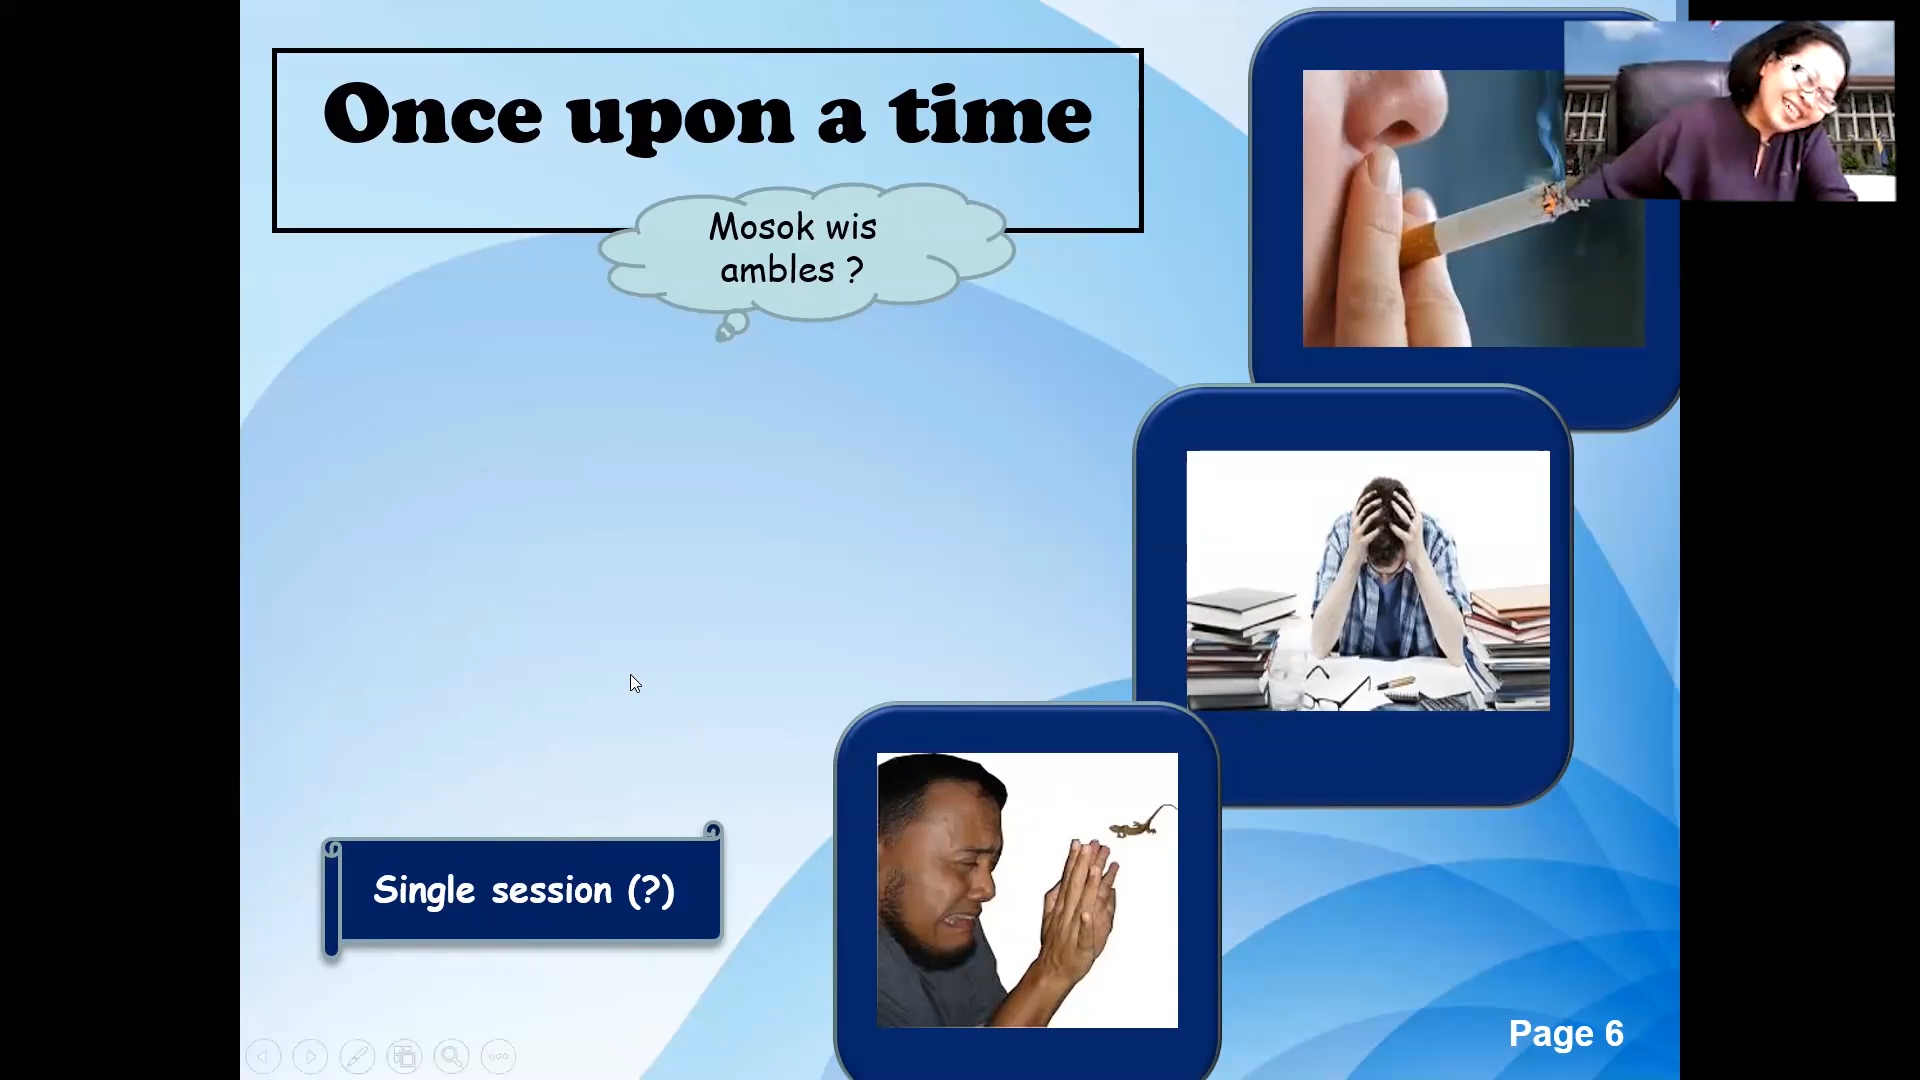 Once upon a time
Mosok wis
ambles ?
Single session (?)
Page 6